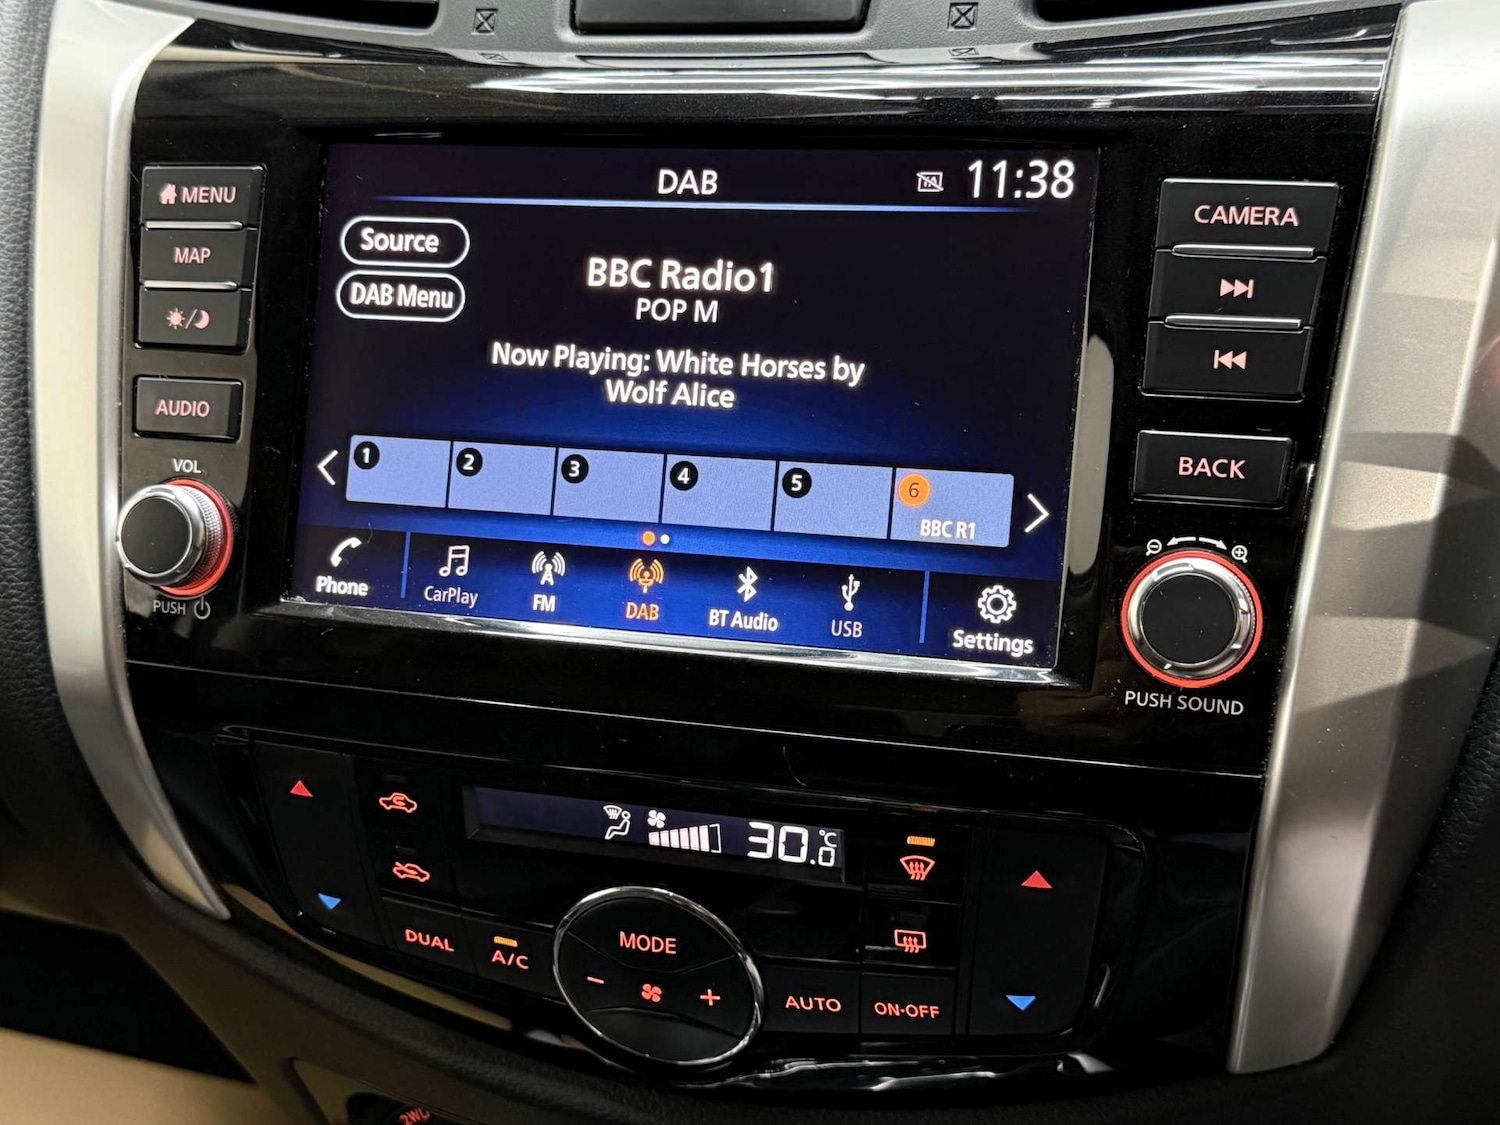 DAB
TA
11:38
Source
DAB Menu
BBC Radio1
POP M
Now Playing: White Horses by
Wolf Alice
1
2
3
4
5
6
BBC R1
Phone
CarPlay
FM
DAB
BT Audio
USB
Settings
MENU
MAP
AUDIO
VOL
PUSH
CAMERA
BACK
PUSH SOUND
30.0
°C
DUAL
A/C
MODE
AUTO
ON·OFF
2WD